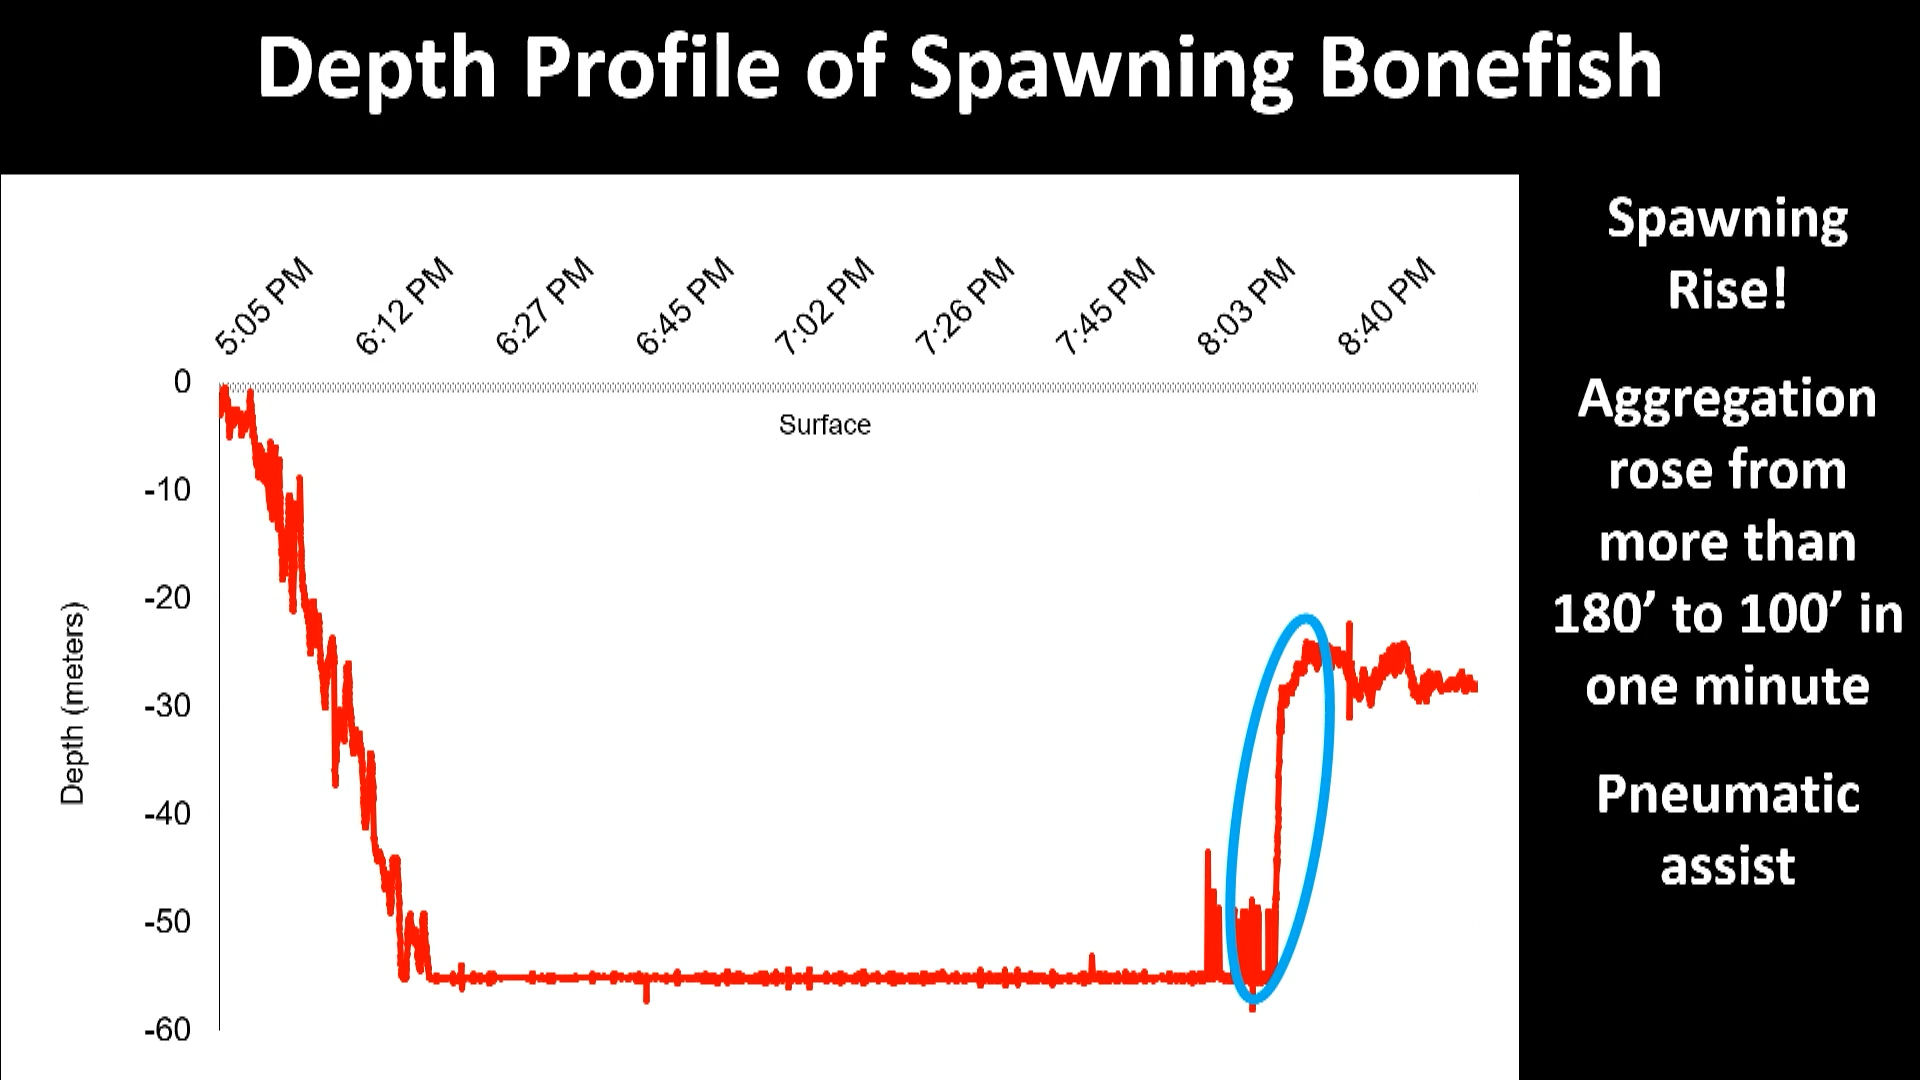 Depth Profile of Spawning Bonefish
5:05 PM
6:12 PM
6:27 PM
6:45 PM
7:02 PM
7:26 PM
7:45 PM
8:03 PM
8:40 PM
0
-10
-20
-30
-40
-50
-60
Surface
Depth (meters)
Spawning
Rise!
Aggregation
rose from
more than
180’ to 100’ in
one minute
Pneumatic
assist